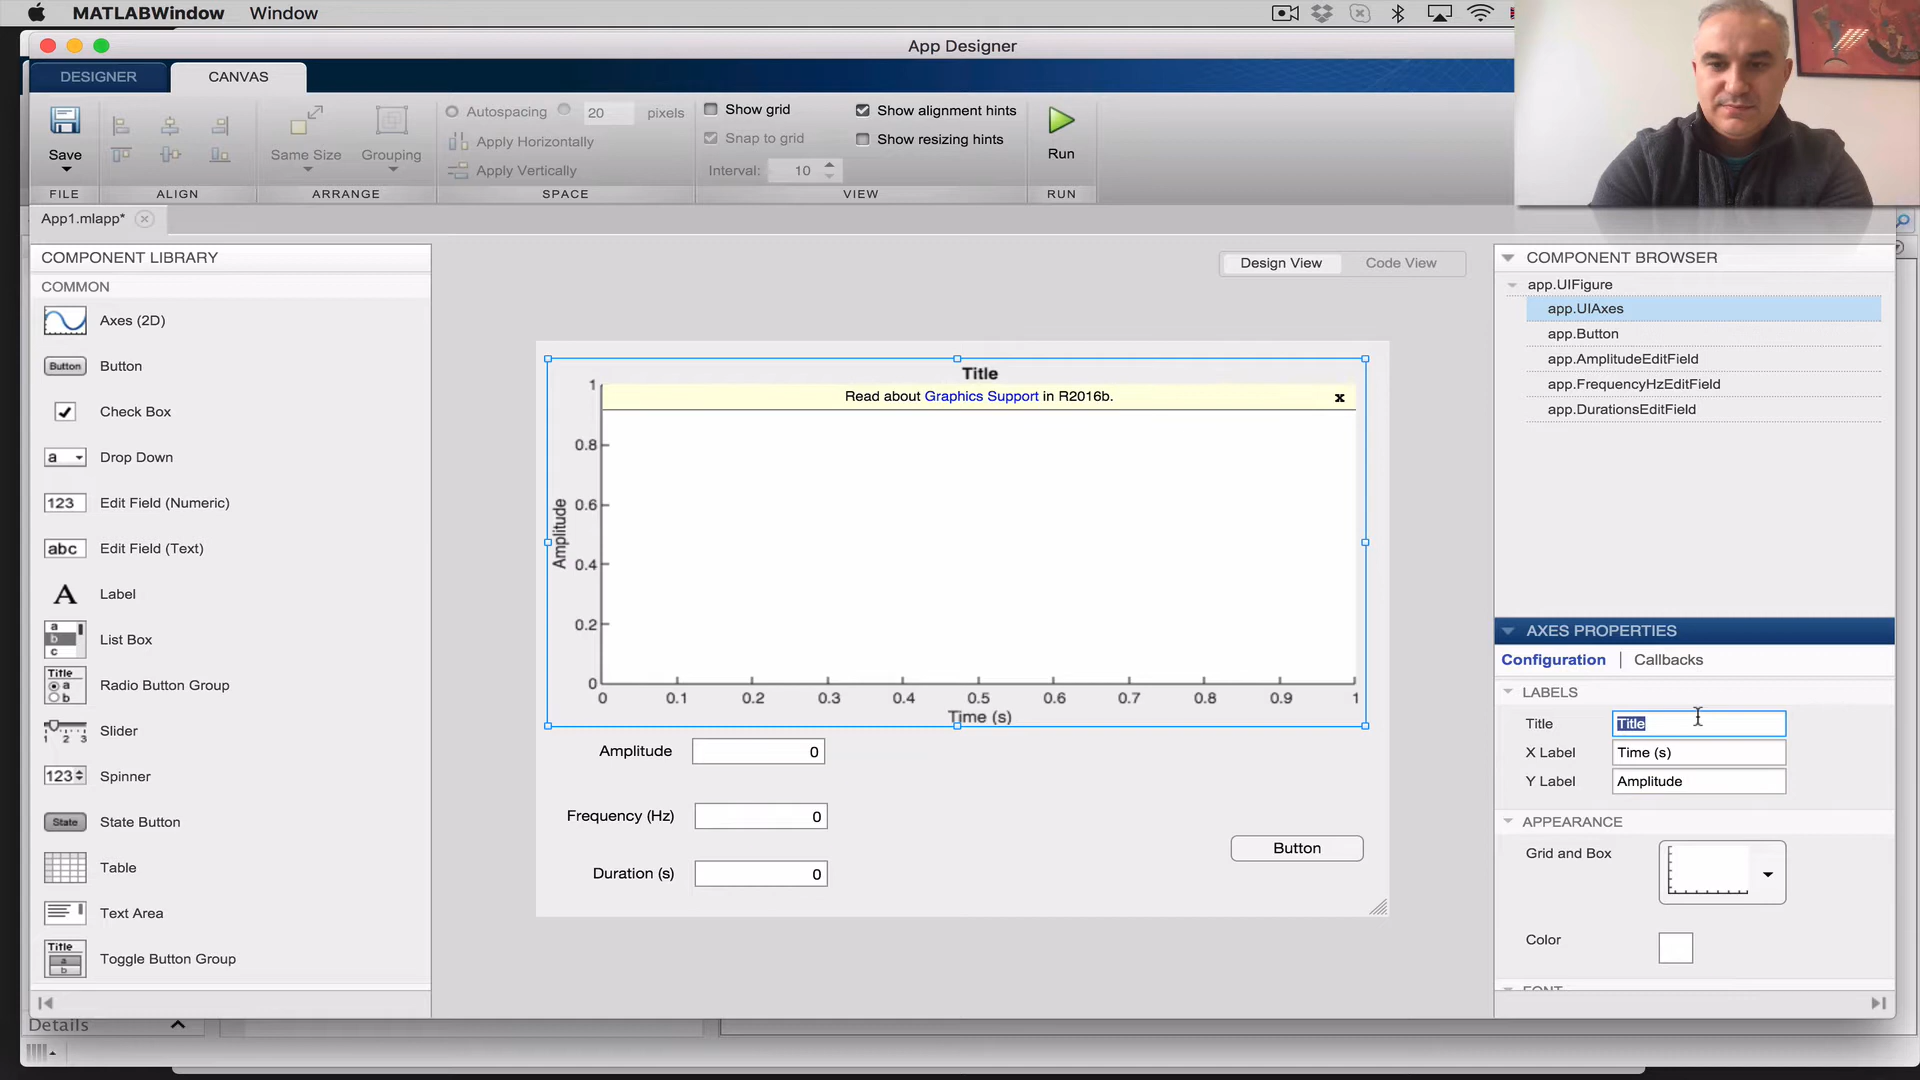 MATLABWindow Window
App Designer
DESIGNER CANVAS
Save
FILE
ALIGN
Same Size Grouping
ARRANGE
Autospacing 20 pixels
Apply Horizontally
Apply Vertically
SPACE
Show grid
Snap to grid
Interval: 10
Show alignment hints
Show resizing hints
VIEW
Run
RUN
App1.mlapp*
COMPONENT LIBRARY
COMMON
Axes (2D)
Button Button
Check Box
a Drop Down
123 Edit Field (Numeric)
abc Edit Field (Text)
A Label
a
b
c
List Box
Title
a
b
Radio Button Group
1 2 3
Slider
123 Spinner
State State Button
Table
Text Area
Title
a
b
Toggle Button Group
Details
Design View Code View
Title
Read about Graphics Support in R2016b. x
Amplitude
1
0.8
0.6
0.4
0.2
0
0 0.1 0.2 0.3 0.4 0.5 0.6 0.7 0.8 0.9 1
Time (s)
Amplitude 0
Frequency (Hz) 0
Duration (s) 0
Button
COMPONENT BROWSER
app.UIFigure
app.UIAxes
app.Button
app.AmplitudeEditField
app.FrequencyHzEditField
app.DurationsEditField
AXES PROPERTIES
Configuration | Callbacks
LABELS
Title Title
X Label Time (s)
Y Label Amplitude
APPEARANCE
Grid and Box
Color
FONT